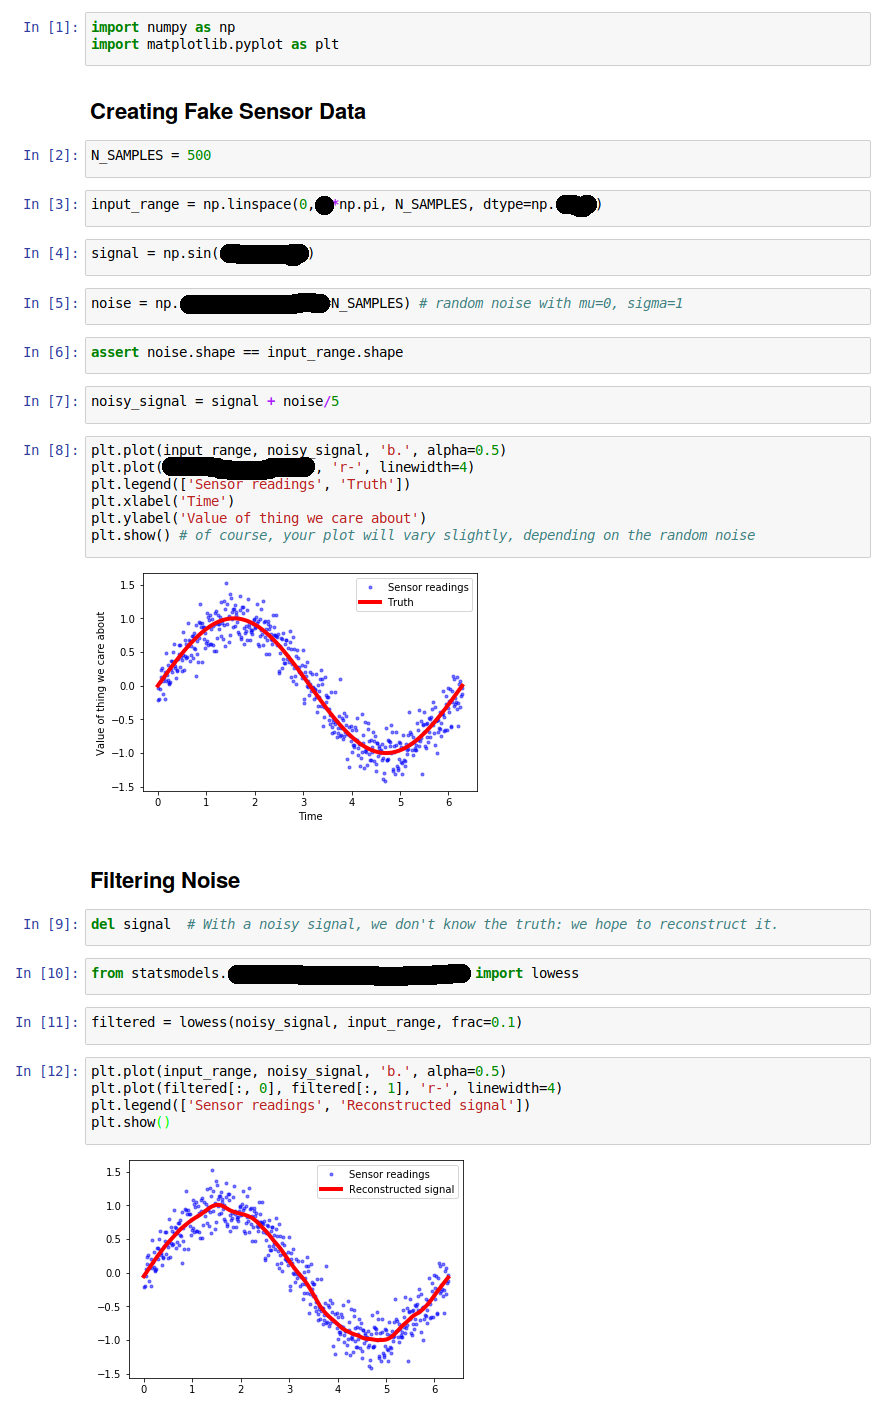 In [1]: import numpy as np
import matplotlib.pyplot as plt
Creating Fake Sensor Data
In [2]: N_SAMPLES = 500
In [3]: input_range = np.linspace(0, *np.pi, N_SAMPLES, dtype=np. )
In [4]: signal = np.sin( )
In [5]: noise = np. =N_SAMPLES) # random noise with mu=0, sigma=1
In [6]: assert noise.shape == input_range.shape
In [7]: noisy_signal = signal + noise/5
In [8]: plt.plot(input_range, noisy_signal, 'b.', alpha=0.5)
plt.plot( , 'r-', linewidth=4)
plt.legend(['Sensor readings', 'Truth'])
plt.xlabel('Time')
plt.ylabel('Value of thing we care about')
plt.show() # of course, your plot will vary slightly, depending on the random noise
Sensor readings
Truth
1.5
1.0
0.5
0.0
−0.5
−1.0
−1.5
Value of thing we care about
0 1 2 3 4 5 6
Time
Filtering Noise
In [9]: del signal  # With a noisy signal, we don't know the truth: we hope to reconstruct it.
In [10]: from statsmodels. import lowess
In [11]: filtered = lowess(noisy_signal, input_range, frac=0.1)
In [12]: plt.plot(input_range, noisy_signal, 'b.', alpha=0.5)
plt.plot(filtered[:, 0], filtered[:, 1], 'r-', linewidth=4)
plt.legend(['Sensor readings', 'Reconstructed signal'])
plt.show()
Sensor readings
Reconstructed signal
1.5
1.0
0.5
0.0
−0.5
−1.0
−1.5
0 1 2 3 4 5 6